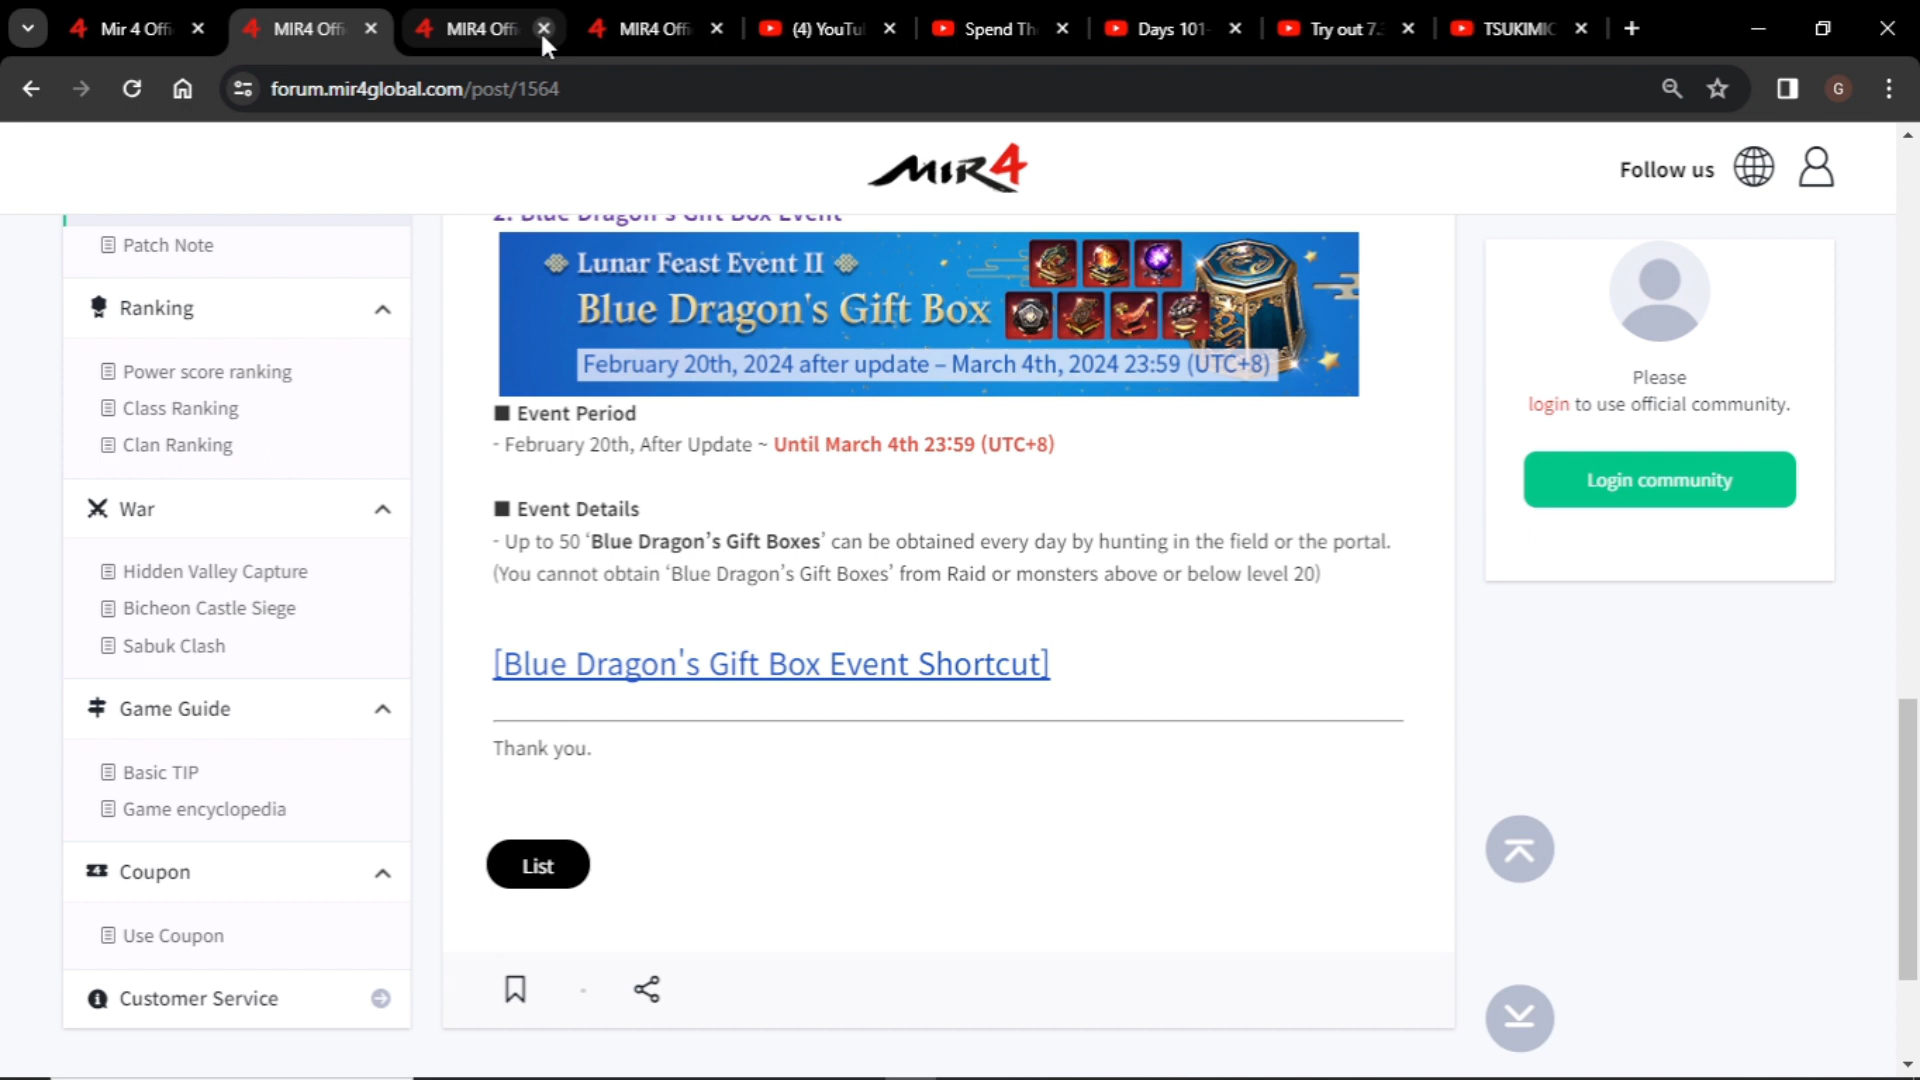 Mir 4 Offi
MIR4 Offi
MIR4 Offi
MIR4 Offi
(4) YouTu
Spend Th
Days 101-
Try out 7.
TSUKIMIC
forum.mir4global.com/post/1564
G
MIR4
Follow us
2. Blue Dragon's Gift Box Event
Patch Note
Ranking
Power score ranking
Class Ranking
Clan Ranking
War
Hidden Valley Capture
Bicheon Castle Siege
Sabuk Clash
Game Guide
Basic TIP
Game encyclopedia
Coupon
Use Coupon
Customer Service
Lunar Feast Event II
Blue Dragon's Gift Box
February 20th, 2024 after update – March 4th, 2024 23:59 (UTC+8)
■ Event Period
- February 20th, After Update ~ Until March 4th 23:59 (UTC+8)
■ Event Details
- Up to 50 ‘Blue Dragon’s Gift Boxes’ can be obtained every day by hunting in the field or the portal.
(You cannot obtain ‘Blue Dragon’s Gift Boxes’ from Raid or monsters above or below level 20)
[Blue Dragon's Gift Box Event Shortcut]
Thank you.
List
Please
login to use official community.
Login community